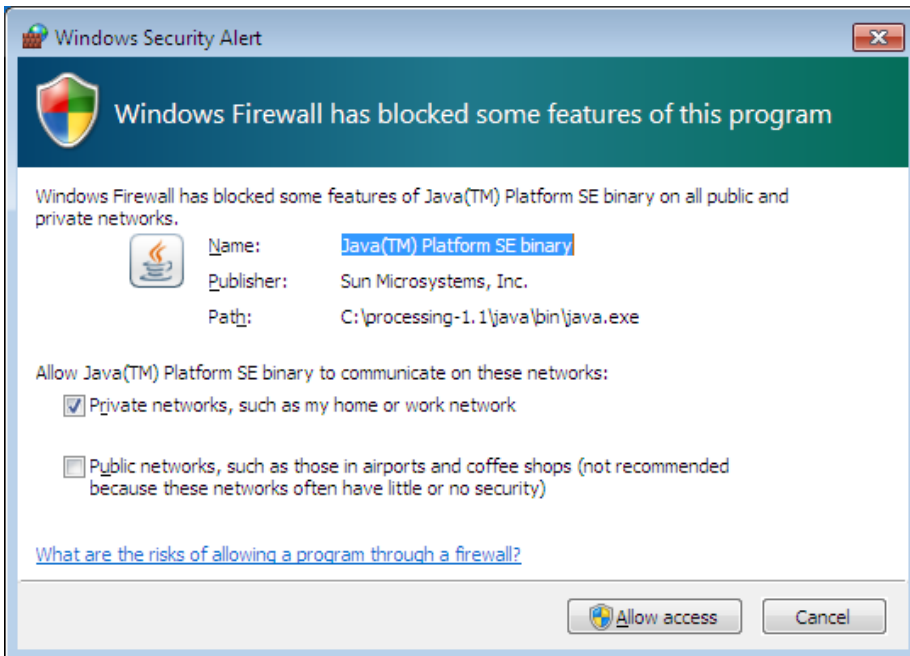 Windows Security Alert
Windows Firewall has blocked some features of this program
Windows Firewall has blocked some features of Java(TM) Platform SE binary on all public and
private networks.
Name: Java(TM) Platform SE binary
Publisher: Sun Microsystems, Inc.
Path: C:\processing-1.1\java\bin\java.exe
Allow Java(TM) Platform SE binary to communicate on these networks:
Private networks, such as my home or work network
Public networks, such as those in airports and coffee shops (not recommended
because these networks often have little or no security)
What are the risks of allowing a program through a firewall?
Allow access Cancel